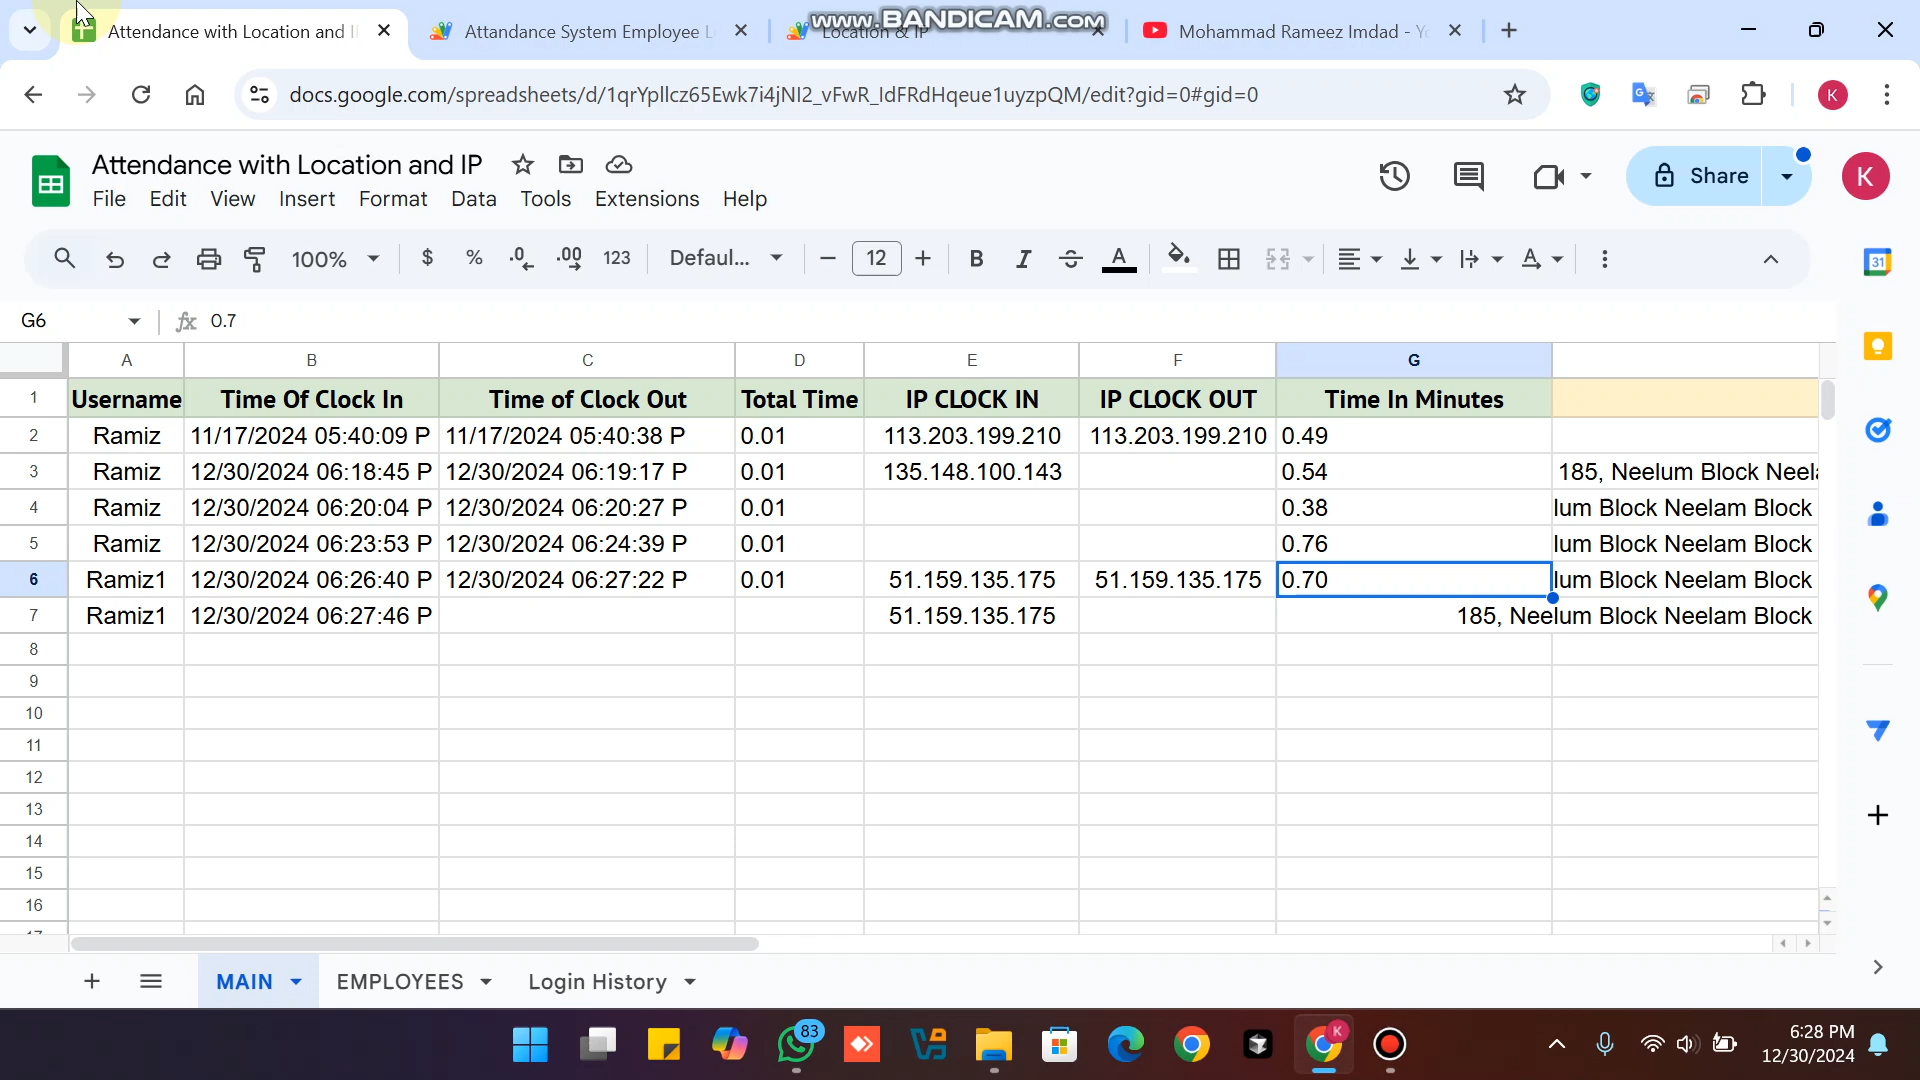 Attendance with Location and I
Attandance System Employee L
Location & IP
www.BANDICAM.com
Mohammad Rameez Imdad - Yo
docs.google.com/spreadsheets/d/1qrYpllcz65Ewk7i4jNI2_vFwR_IdFRdHqeue1uyzpQM/edit?gid=0#gid=0
K
Attendance with Location and IP
File Edit View Insert Format Data Tools Extensions Help
Share
K
100% $ % .0 .00 123 Defaul... 12 B I S A
31
G6 fx 0.7
A B C D E F G
1 Username Time Of Clock In Time of Clock Out Total Time IP CLOCK IN IP CLOCK OUT Time In Minutes
2 Ramiz 11/17/2024 05:40:09 P 11/17/2024 05:40:38 P 0.01 113.203.199.210 113.203.199.210 0.49
3 Ramiz 12/30/2024 06:18:45 P 12/30/2024 06:19:17 P 0.01 135.148.100.143 0.54 185, Neelum Block Neela
4 Ramiz 12/30/2024 06:20:04 P 12/30/2024 06:20:27 P 0.01 0.38 lum Block Neelam Block
5 Ramiz 12/30/2024 06:23:53 P 12/30/2024 06:24:39 P 0.01 0.76 lum Block Neelam Block
6 Ramiz1 12/30/2024 06:26:40 P 12/30/2024 06:27:22 P 0.01 51.159.135.175 51.159.135.175 0.70 lum Block Neelam Block
7 Ramiz1 12/30/2024 06:27:46 P 51.159.135.175 185, Neelum Block Neelam Block
8
9
10
11
12
13
14
15
16
MAIN EMPLOYEES Login History
83
K
6:28 PM
12/30/2024